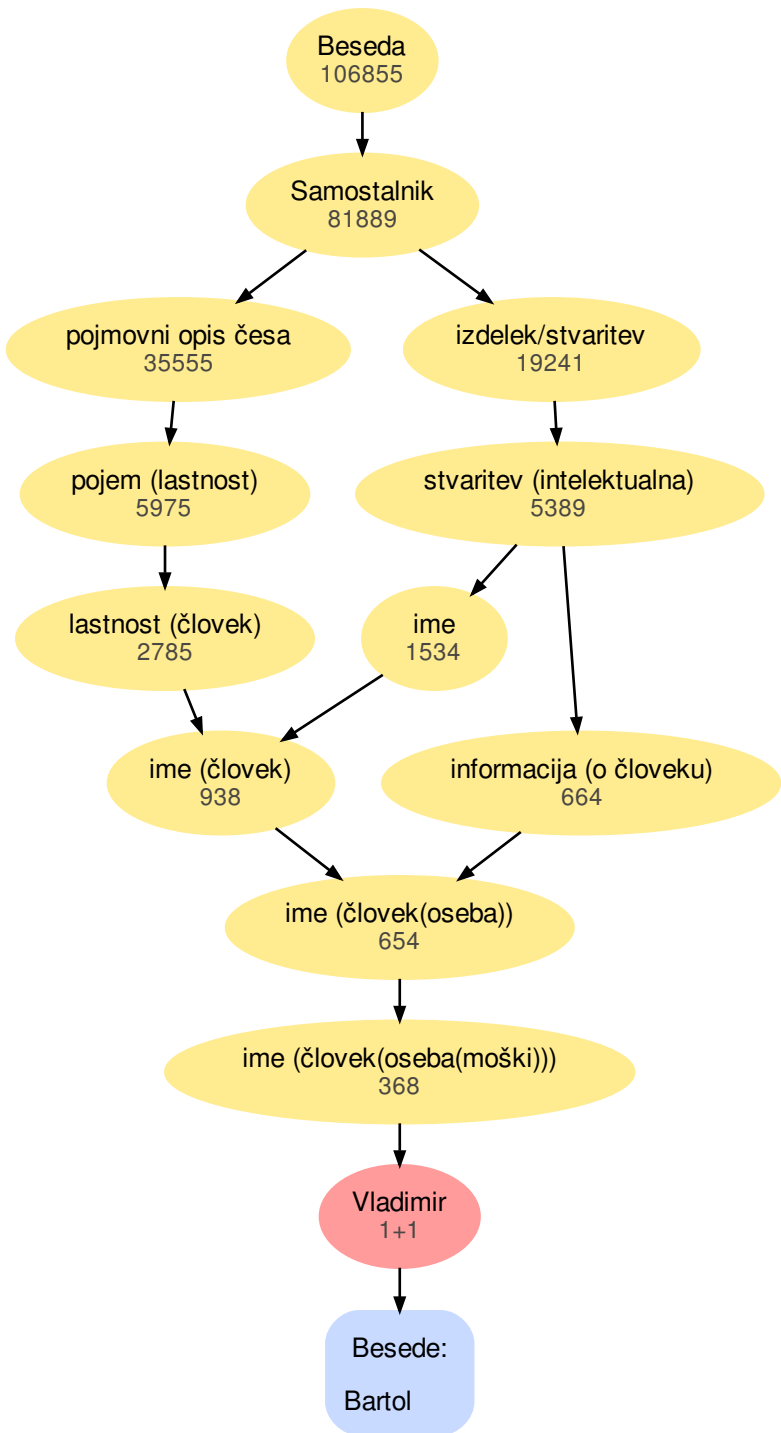 Beseda
106855
Samostalnik
81889
pojmovni opis česa
35555
izdelek/stvaritev
19241
pojem (lastnost)
5975
stvaritev (intelektualna)
5389
lastnost (človek)
2785
ime
1534
ime (človek)
938
informacija (o človeku)
664
ime (človek(oseba))
654
ime (človek(oseba(moški)))
368
Vladimir
1+1
Besede:
Bartol